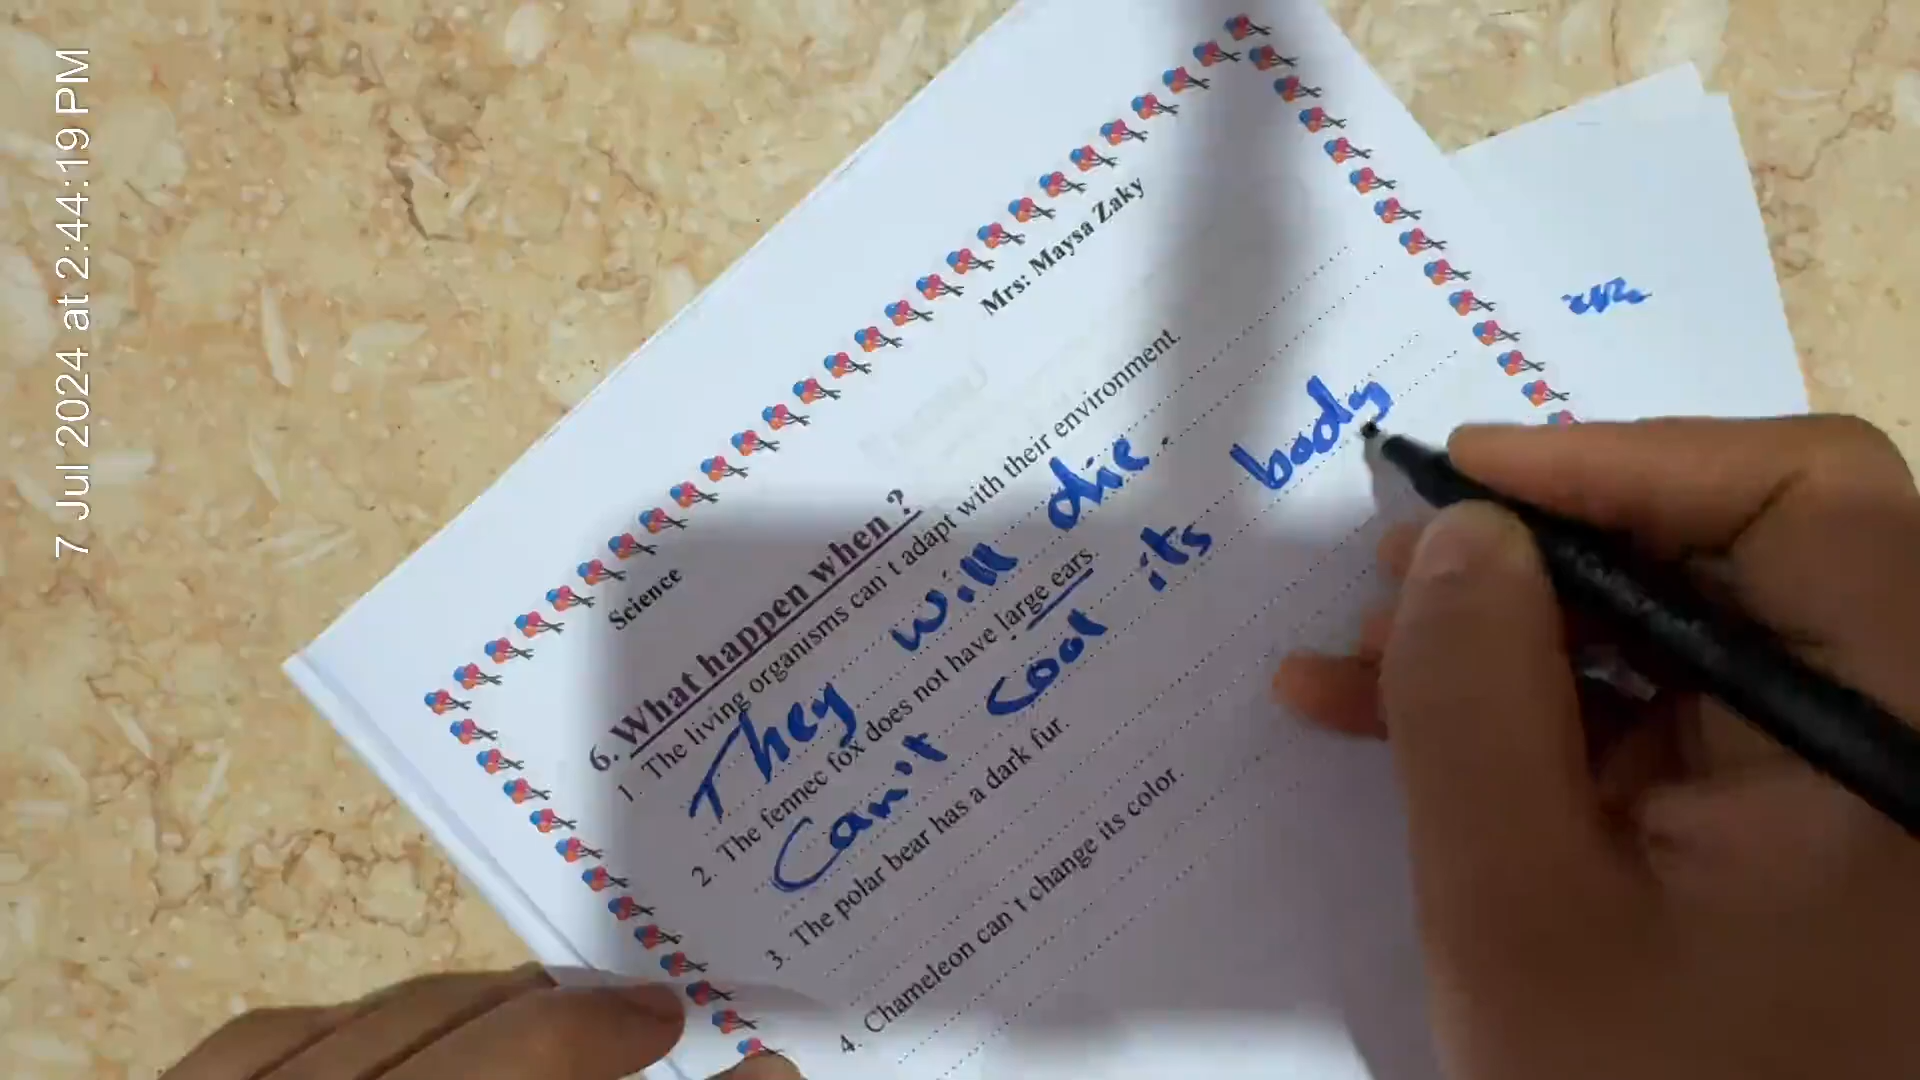 7 Jul 2024 at 2:44:19 PM
Mrs: Maysa Zaky
Science
6. What happen when ?
1. The living organisms can`t adapt with their environment.
They will die.
2. The fennec fox does not have large ears.
Can't cool its body
3. The polar bear has a dark fur.
4. Chameleon can`t change its color.